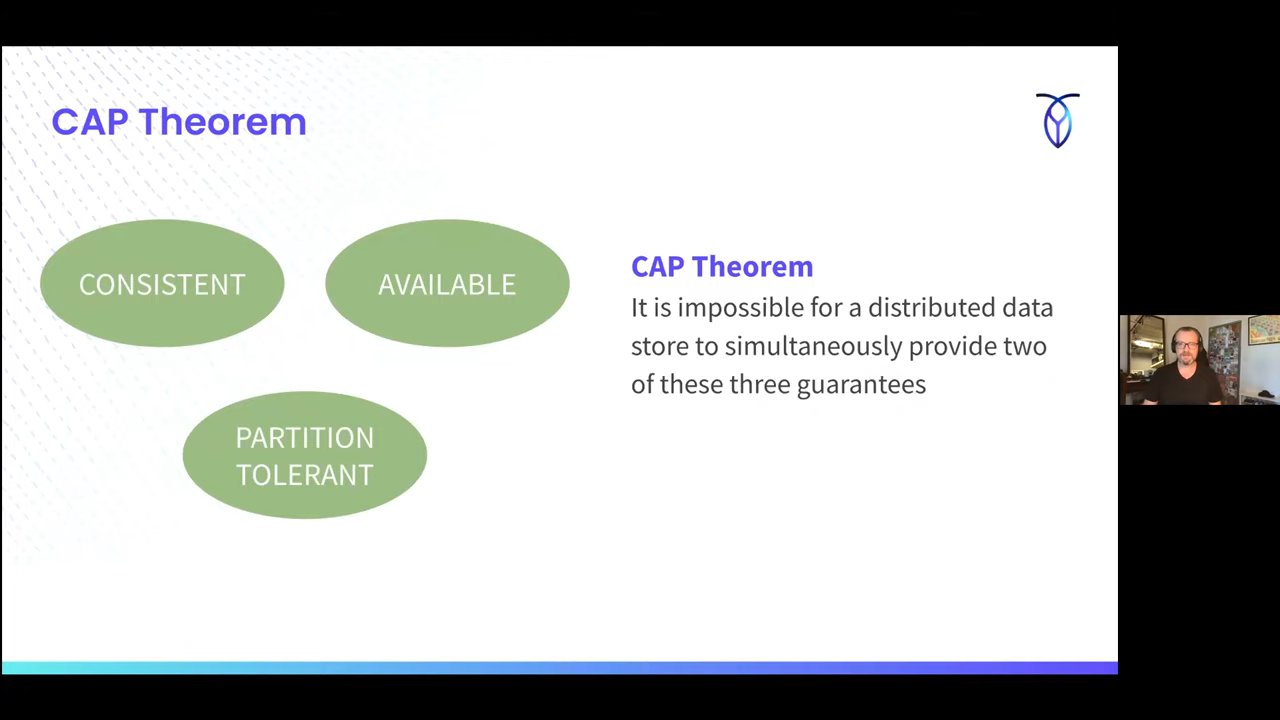 CAP Theorem
CONSISTENT
AVAILABLE
PARTITION
TOLERANT
CAP Theorem
It is impossible for a distributed data
store to simultaneously provide two
of these three guarantees